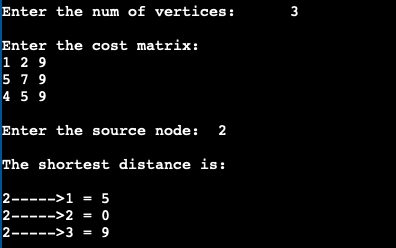 Enter the num of vertices:      3
Enter the cost matrix:
1 2 9
5 7 9
4 5 9
Enter the source node:  2
The shortest distance is:
2----->1 = 5
2----->2 = 0
2----->3 = 9